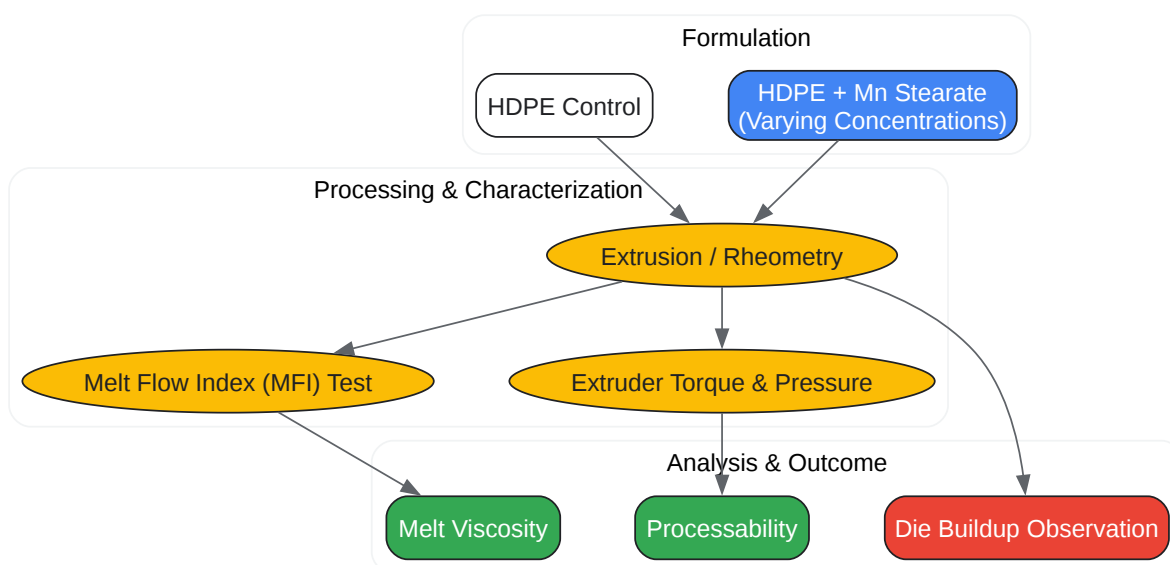 Formulation
HDPE Control
HDPE + Mn Stearate
(Varying Concentrations)
Processing & Characterization
Extrusion / Rheometry
Melt Flow Index (MFI) Test
Extruder Torque & Pressure
Analysis & Outcome
Melt Viscosity
Processability
Die Buildup Observation